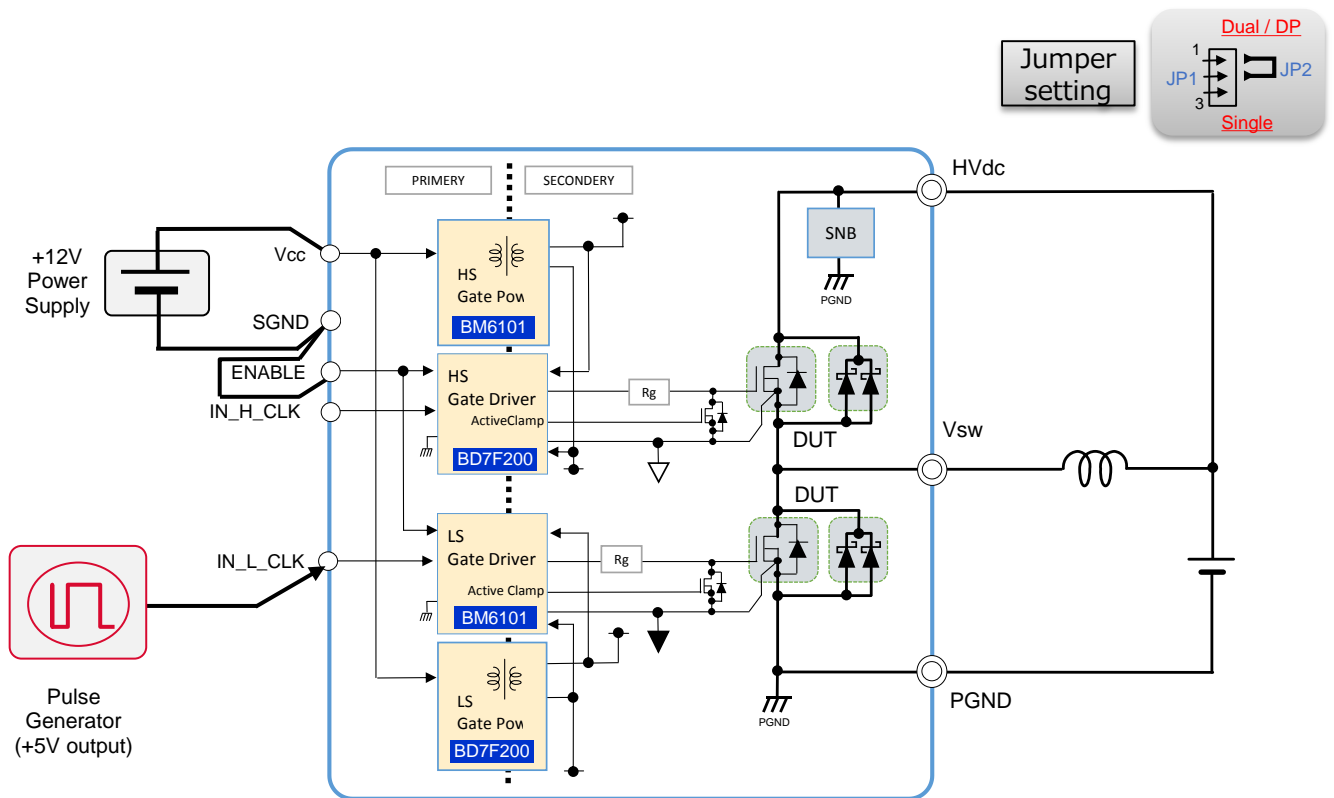 Dual / DP
Jumper
setting
1
JP1
JP2
3
Single
PRIMERY
SECONDERY
HVdc
+12V
Power
Supply
Vcc
SGND
ENABLE
IN_H_CLK
HS
Gate Pow
BM6101
SNB
PGND
HS
Gate Driver
ActiveClamp
BD7F200
Rg
DUT
Vsw
DUT
LS
Gate Driver
Active Clamp
BM6101
Rg
IN_L_CLK
LS
Gate Pow
BD7F200
PGND
PGND
Pulse
Generator
(+5V output)